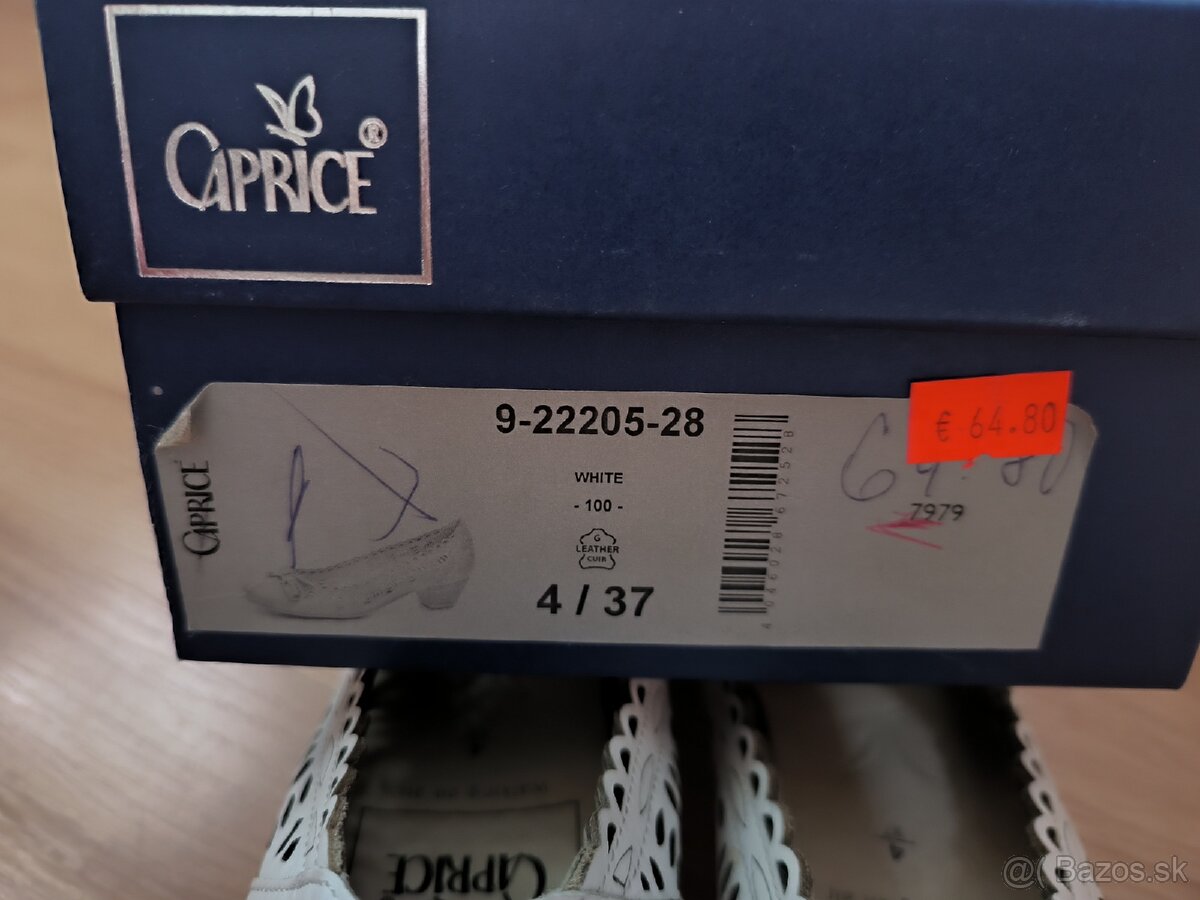 CAPRICE®
CAPRICE
9-22205-28
WHITE
- 100 -
G
LEATHER
CUIR
4 / 37
€ 64.80
7979
CAPRICE
@ Bazos.sk